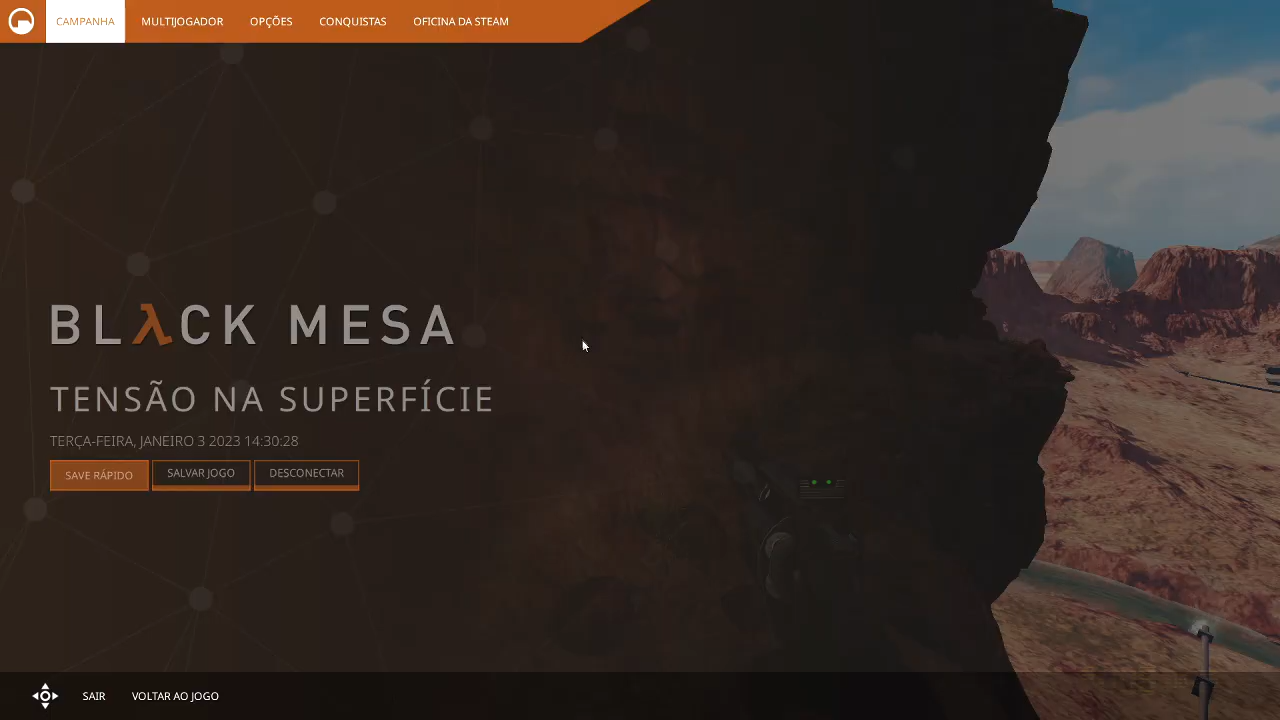 CAMPANHA MULTIJOGADOR OPÇÕES CONQUISTAS OFICINA DA STEAM
BLλCK MESA
TENSÃO NA SUPERFÍCIE
TERÇA-FEIRA, JANEIRO 3 2023 14:30:28
SAVE RÁPIDO SALVAR JOGO DESCONECTAR
SAIR VOLTAR AO JOGO